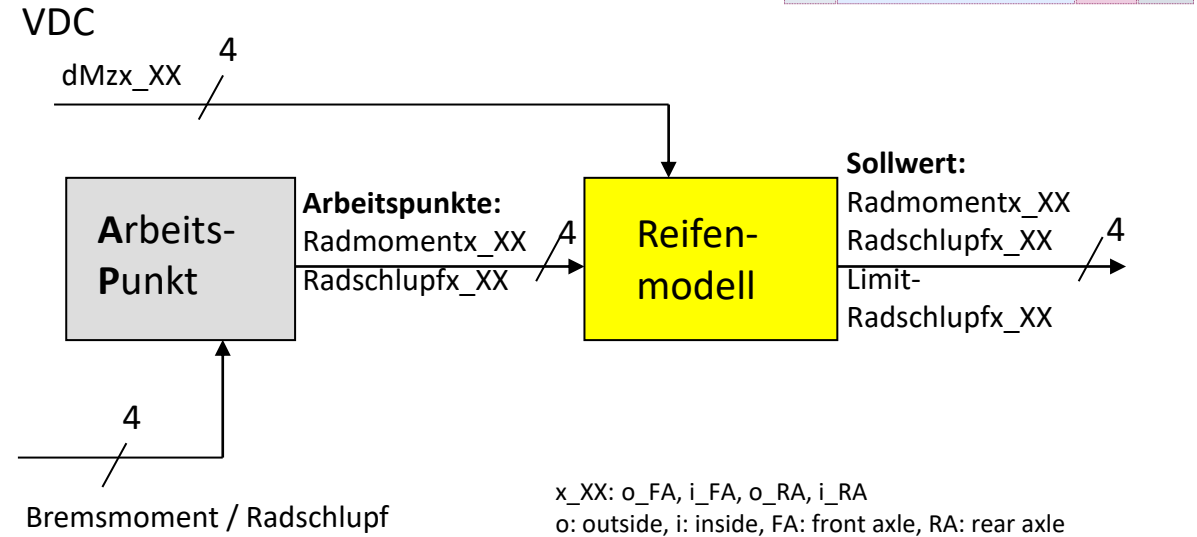 VDC
4
dMzx_XX
Sollwert:
Radmomentx_XX
Radschlupfx_XX
4
Limit-
Radschlupfx_XX
Arbeitspunkte:
Radmomentx_XX
4
Radschlupfx_XX
Arbeits-
Punkt
Reifen-
modell
4
Bremsmoment / Radschlupf
x_XX: o_FA, i_FA, o_RA, i_RA
o: outside, i: inside, FA: front axle, RA: rear axle